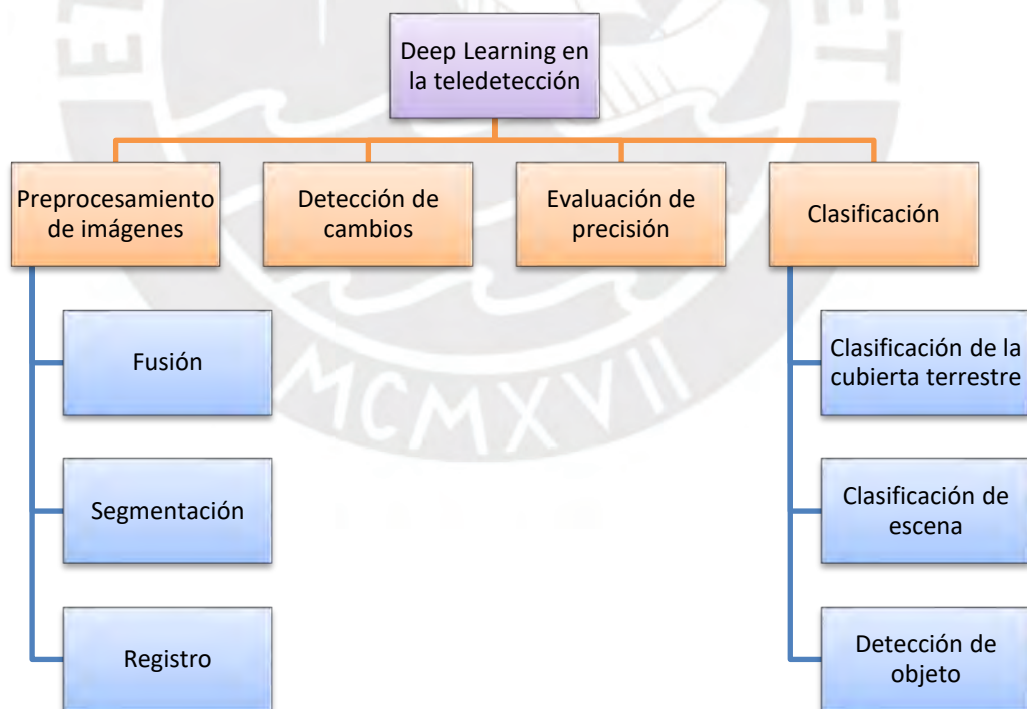 Deep Learning en
la teledetección
Preprocesamiento
de imágenes
Detección de
cambios
Evaluación de
precisión
Clasificación
Fusión
Segmentación
Registro
Clasificación de la
cubierta terrestre
Clasificación de
escena
Detección de
objeto
MCMXVII